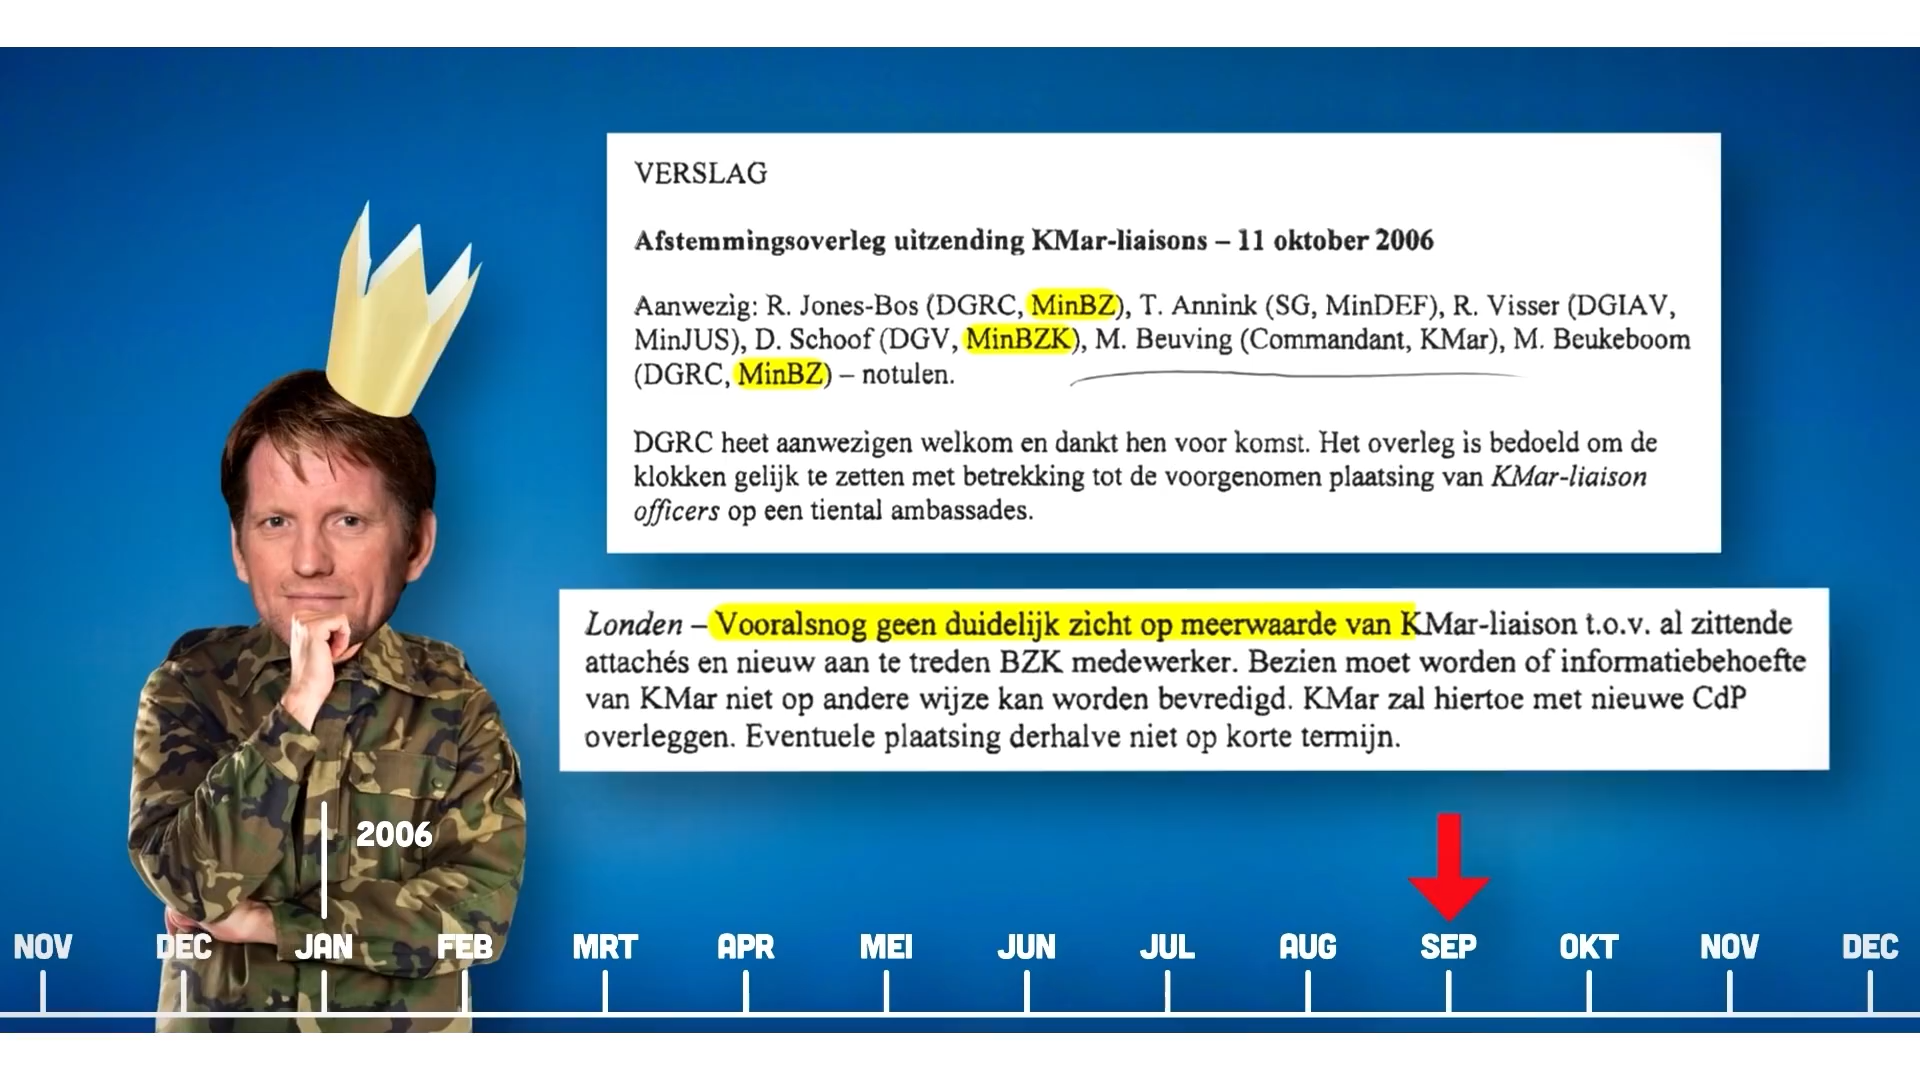 VERSLAG
Afstemmingsoverleg uitzending KMar-liaisons – 11 oktober 2006
Aanwezig: R. Jones-Bos (DGRC, MinBZ), T. Annink (SG, MinDEF), R. Visser (DGIAV,
MinJUS), D. Schoof (DGV, MinBZK), M. Beuving (Commandant, KMar), M. Beukeboom
(DGRC, MinBZ) – notulen.
DGRC heet aanwezigen welkom en dankt hen voor komst. Het overleg is bedoeld om de
klokken gelijk te zetten met betrekking tot de voorgenomen plaatsing van KMar-liaison
officers op een tiental ambassades.
Londen – Vooralsnog geen duidelijk zicht op meerwaarde van KMar-liaison t.o.v. al zittende
attachés en nieuw aan te treden BZK medewerker. Bezien moet worden of informatiebehoefte
van KMar niet op andere wijze kan worden bevredigd. KMar zal hiertoe met nieuwe CdP
overleggen. Eventuele plaatsing derhalve niet op korte termijn.
2006
NOV DEC JAN FEB MRT APR MEI JUN JUL AUG SEP OKT NOV DEC